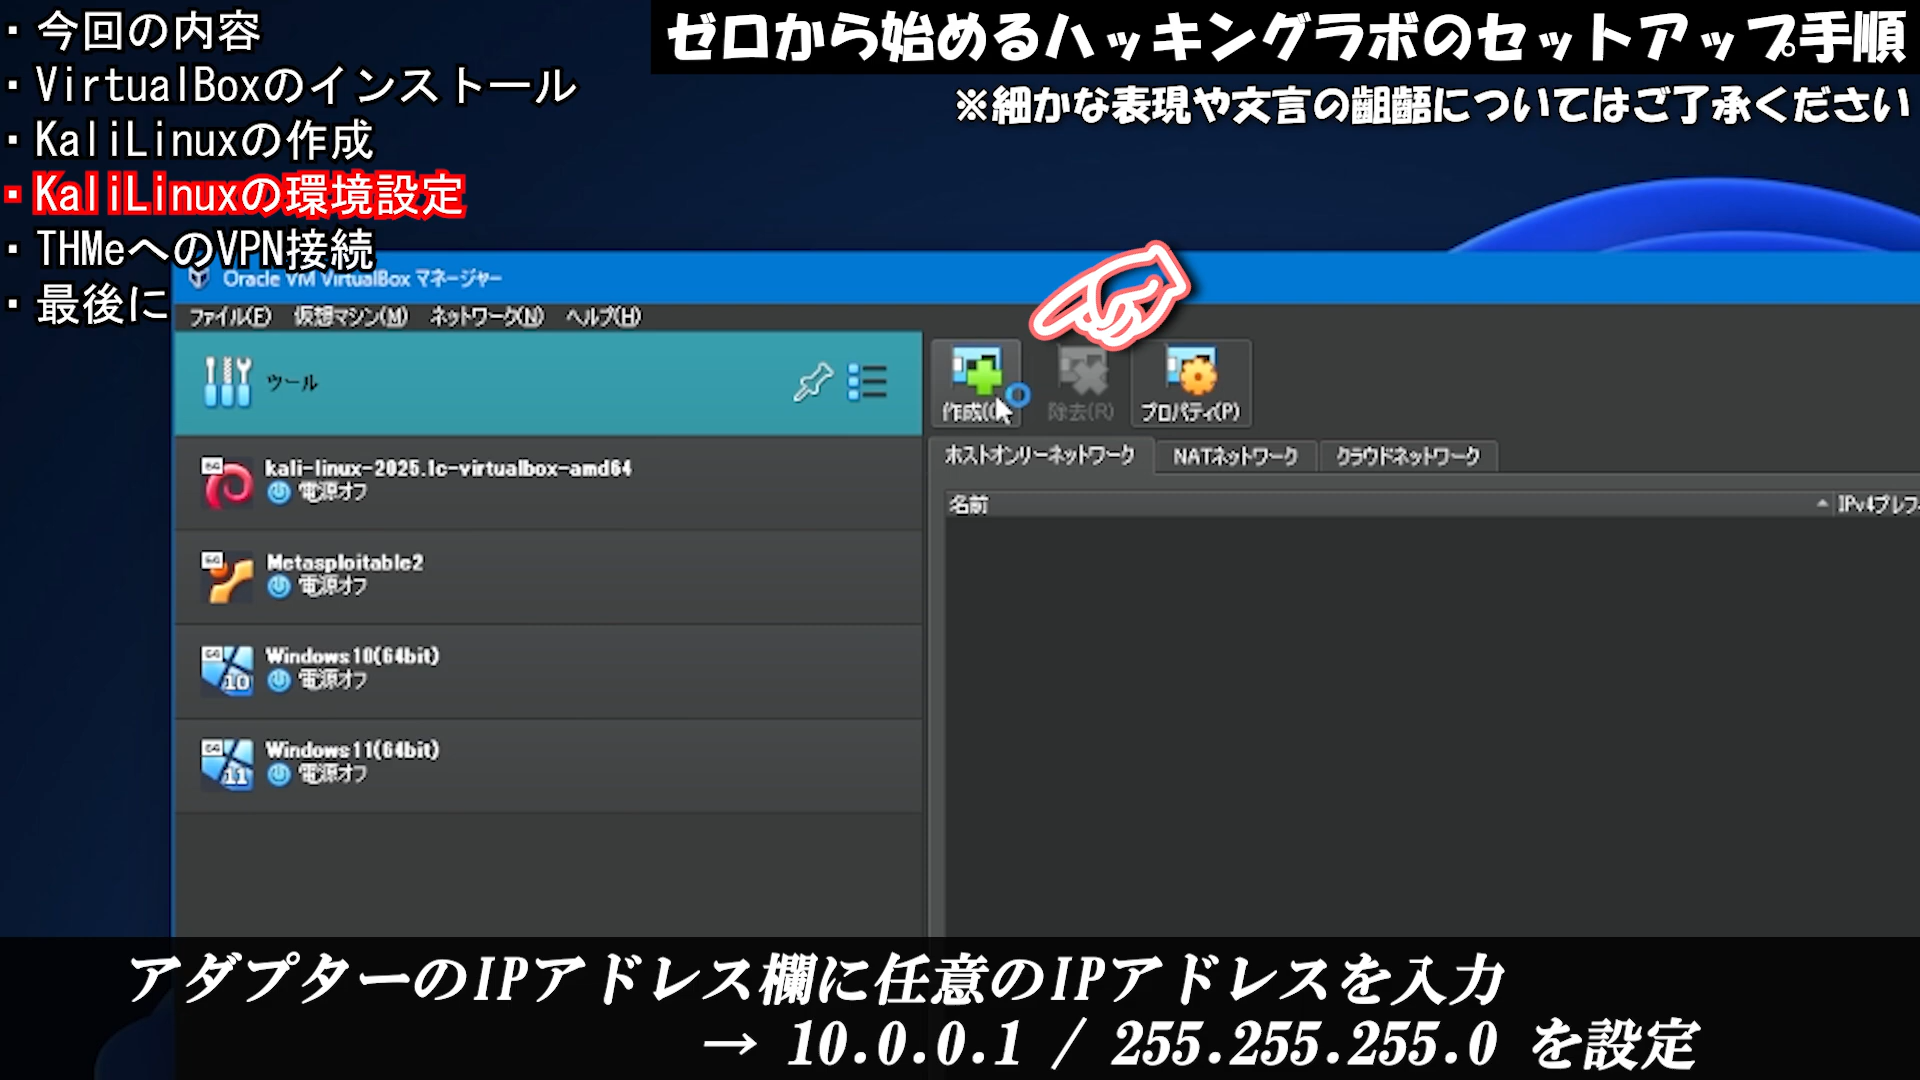 ・今回の内容
・VirtualBoxのインストール
・KaliLinuxの作成
・KaliLinuxの環境設定
・THMeへのVPN接続
・最後に
ゼロから始めるハッキングラボのセットアップ手順
※細かな表現や文言の齟齬についてはご了承ください
Oracle VM VirtualBox マネージャー
ファイル(F) 仮想マシン(M) ネットワーク(N) ヘルプ(H)
ツール
作成(C) 除去(R) プロパティ(P)
ホストオンリーネットワーク NATネットワーク クラウドネットワーク
名前 IPv4プレフィ
kali-linux-2025.1c-virtualbox-amd64
電源オフ
Metasploitable2
電源オフ
Windows10(64bit)
電源オフ
Windows11(64bit)
電源オフ
アダプターのIPアドレス欄に任意のIPアドレスを入力
→ 10.0.0.1 / 255.255.255.0 を設定